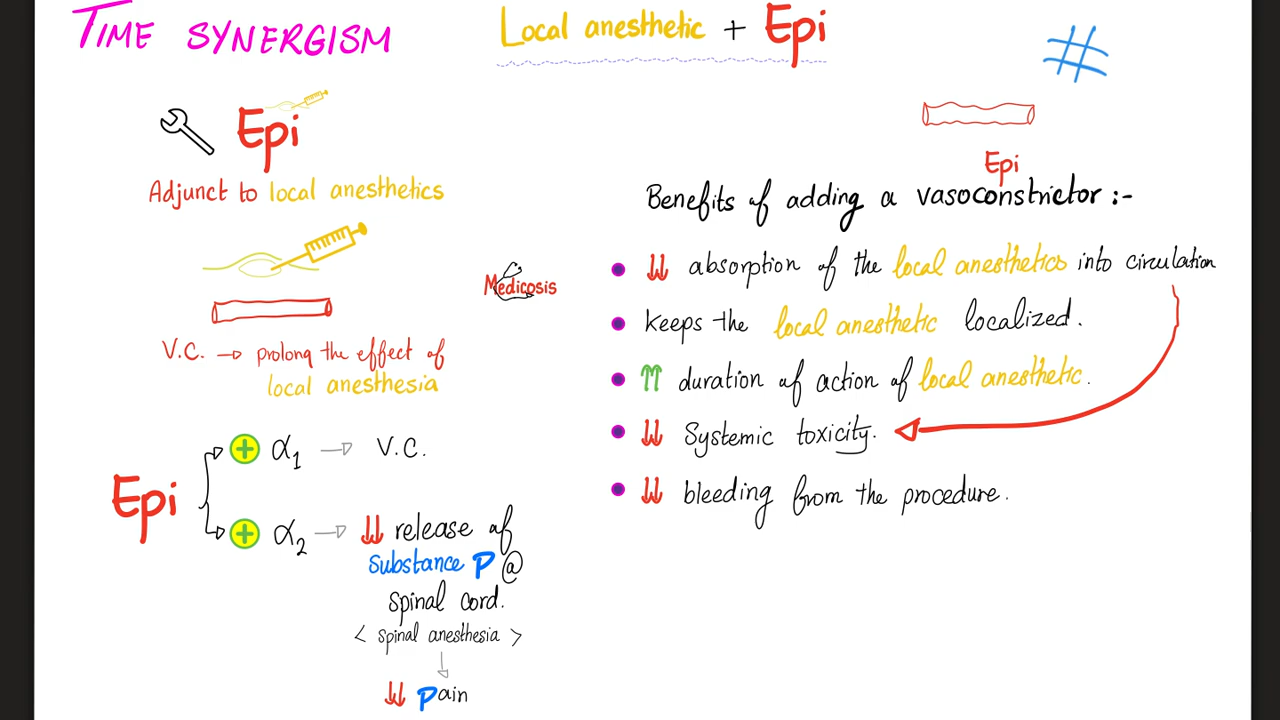 TIME SYNERGISM
Local anesthetic + Epi
Epi
Adjunct to local anesthetics
V.C. → prolong the effect of
local anesthesia
Epi
+ α1 → V.C.
+ α2 → ↓↓ release of
Substance P @
spinal cord.
< spinal anesthesia >
↓↓ Pain
Medicosis
Epi
Benefits of adding a vasoconstrictor :-
• ↓↓ absorption of the local anesthetics into circulation
• Keeps the local anesthetic localized.
• ↑↑ duration of action of local anesthetic.
• ↓↓ Systemic toxicity.
• ↓↓ bleeding from the procedure.